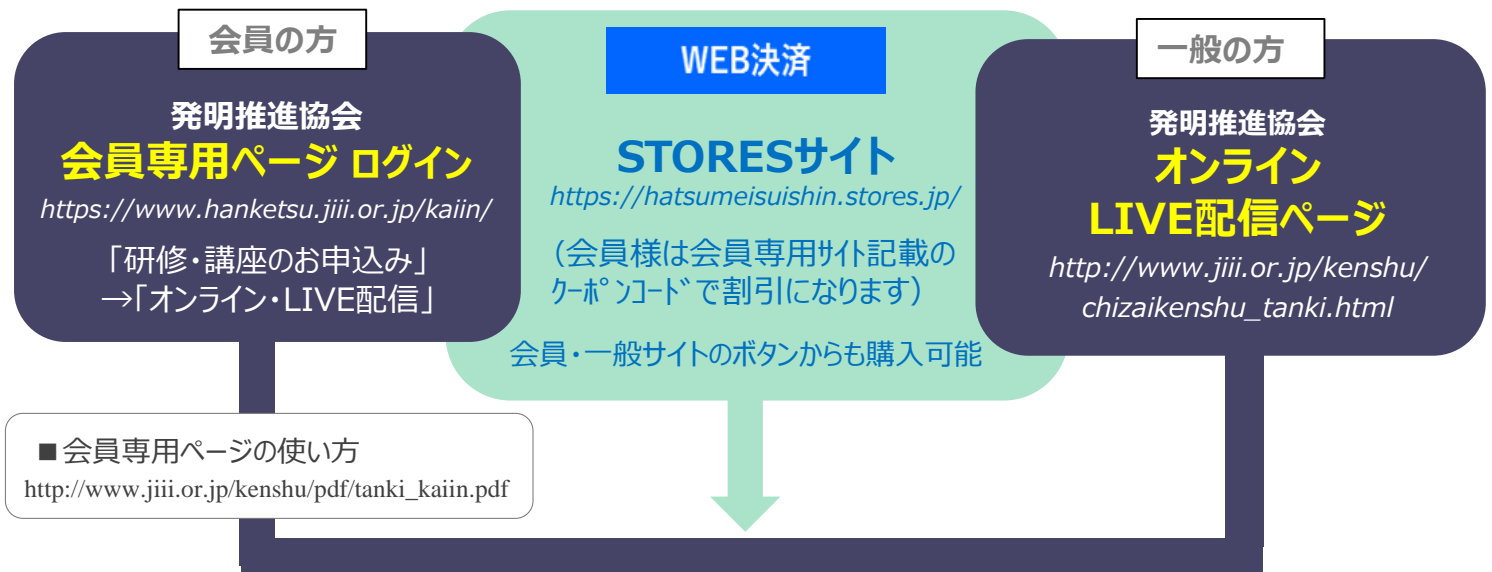 会員の方
発明推進協会
会員専用ページ ログイン
https://www.hanketsu.jiii.or.jp/kaiin/
「研修・講座のお申込み」
→「オンライン・LIVE配信」
■会員専用ページの使い方
http://www.jiii.or.jp/kenshu/pdf/tanki_kaiin.pdf
WEB決済
STORESサイト
https://hatsumeisuishin.stores.jp/
（会員様は会員専用ｻｲﾄ記載の
ｸｰﾎﾟﾝｺｰﾄﾞで割引になります）
会員・一般サイトのボタンからも購入可能
一般の方
発明推進協会
オンライン
LIVE配信ページ
http://www.jiii.or.jp/kenshu/
chizaikenshu_tanki.html